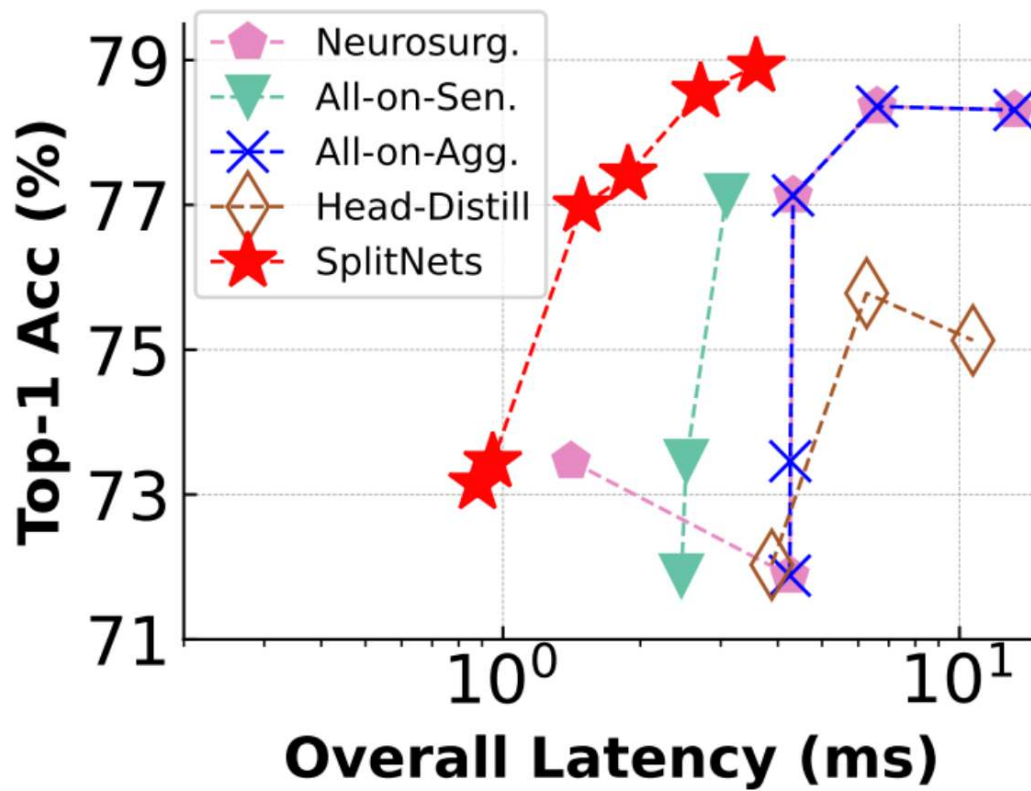 79
77
75
73
71
Top-1 Acc (%)
Neurosurg.
All-on-Sen.
All-on-Agg.
Head-Distill
SplitNets
10⁰
10¹
Overall Latency (ms)